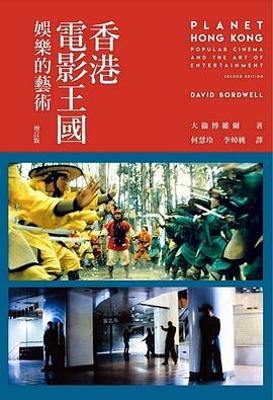 PLANET
HONG KONG
POPULAR CINEMA
AND THE ART OF
ENTERTAINMENT
SECOND EDITION
DAVID BORDWELL
香港
電影王國
娛樂的藝術
增訂版
大衞博維爾 著
何慧玲 李焯桃 譯